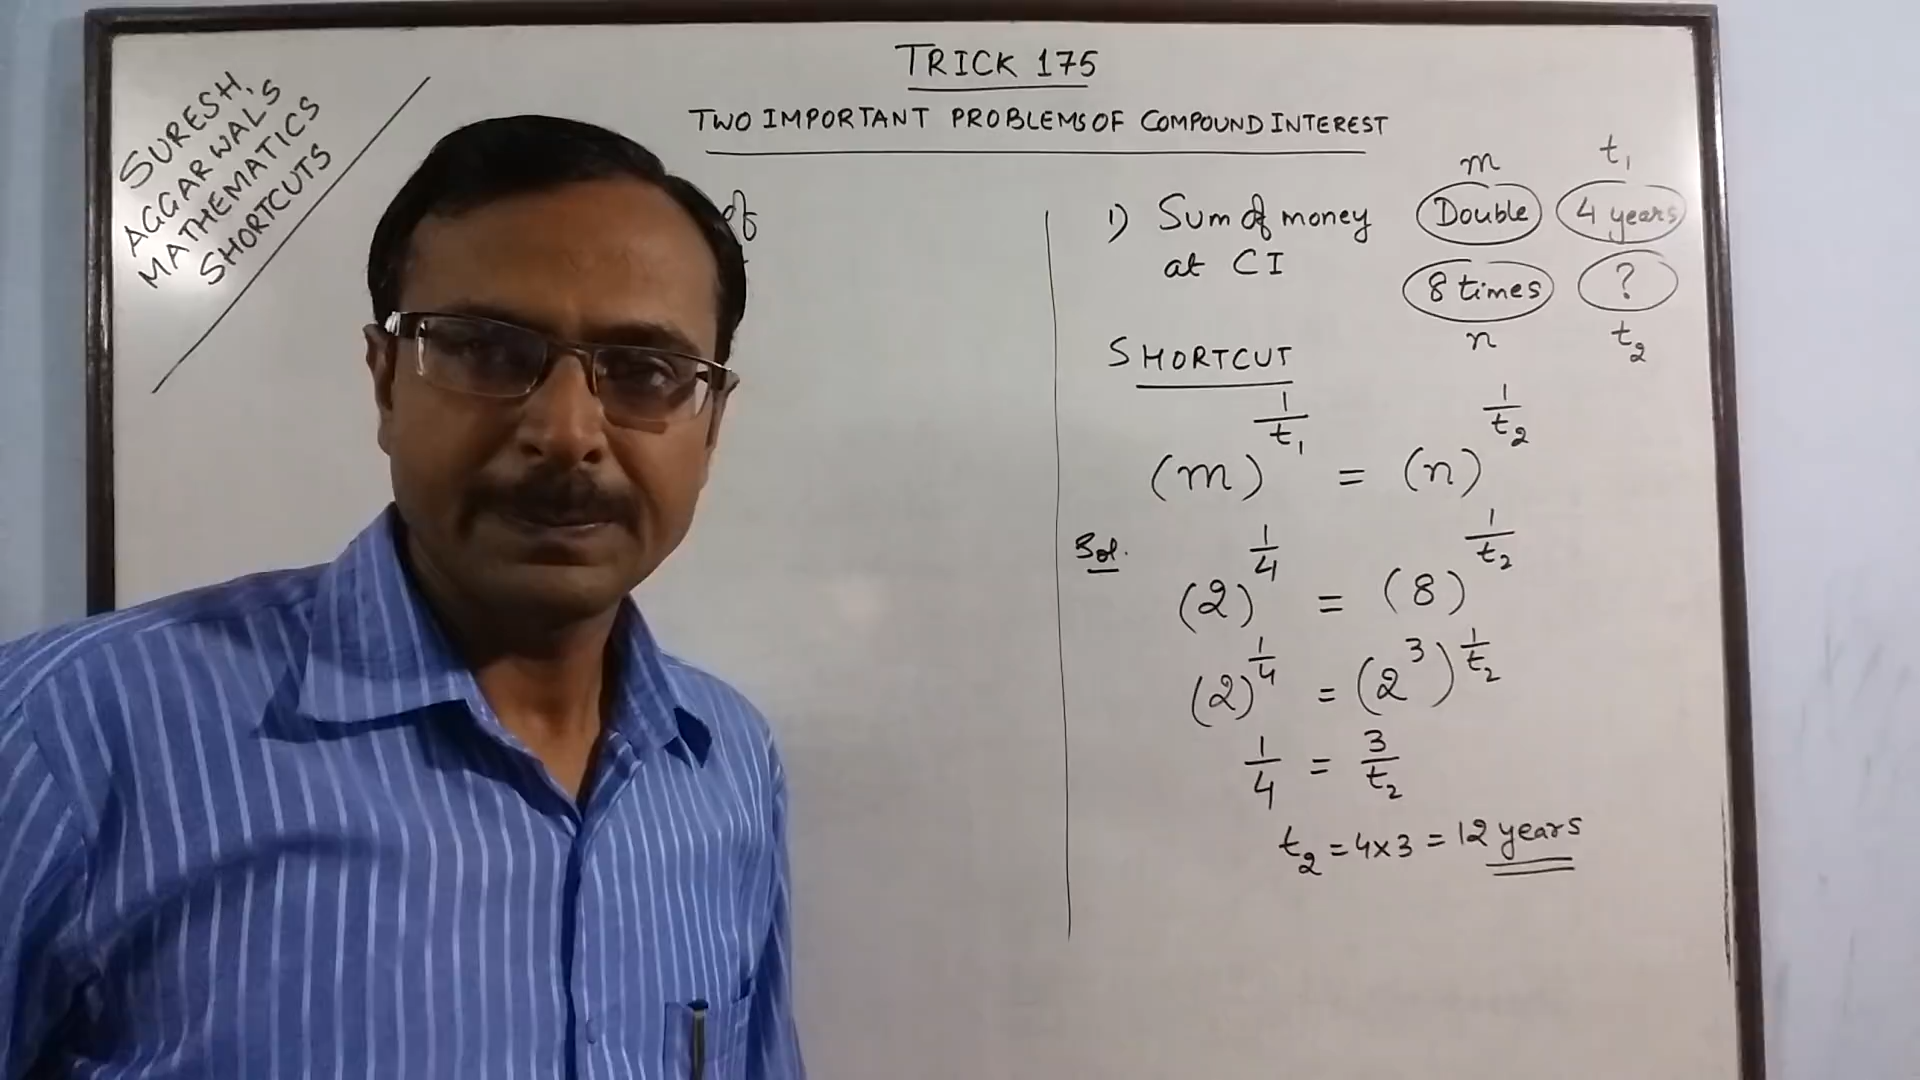 TRICK 175
TWO IMPORTANT PROBLEMS OF COMPOUND INTEREST
SURESH
AGGARWAL'S
MATHEMATICS
SHORTCUTS
of
m t₁
1) Sum of money Double 4 years
at CI 8 times ?
n t₂
SHORTCUT
(m)^(1/t₁) = (n)^(1/t₂)
Sol. (2)^(1/4) = (8)^(1/t₂)
(2)^(1/4) = (2³)^(1/t₂)
1/4 = 3/t₂
t₂ = 4×3 = 12 years